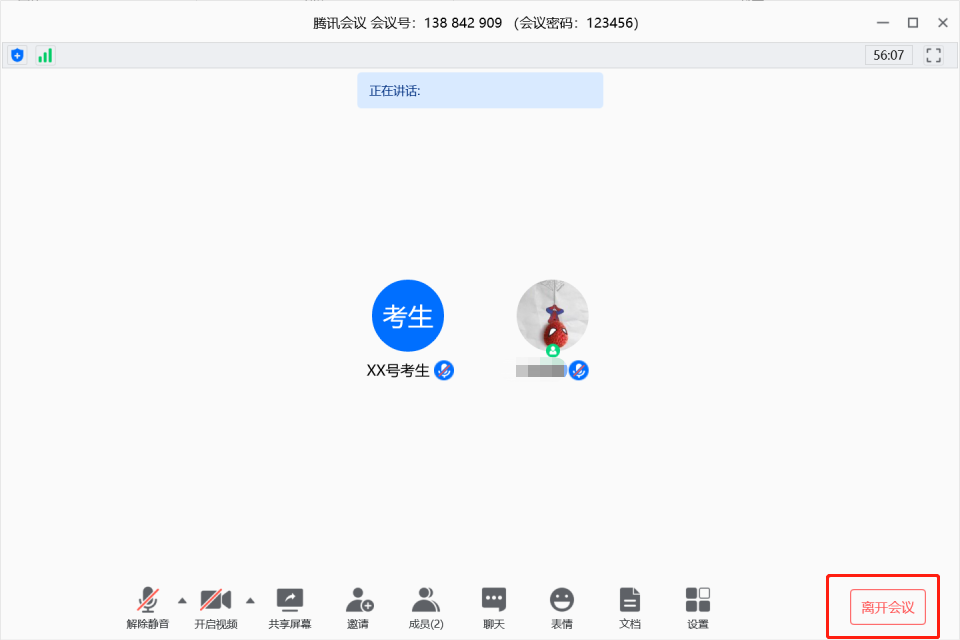 腾讯会议 会议号：138 842 909 （会议密码：123456）
56:07
正在讲话:
考生
XX号考生
解除静音 开启视频 共享屏幕 邀请 成员(2) 聊天 表情 文档 设置 离开会议